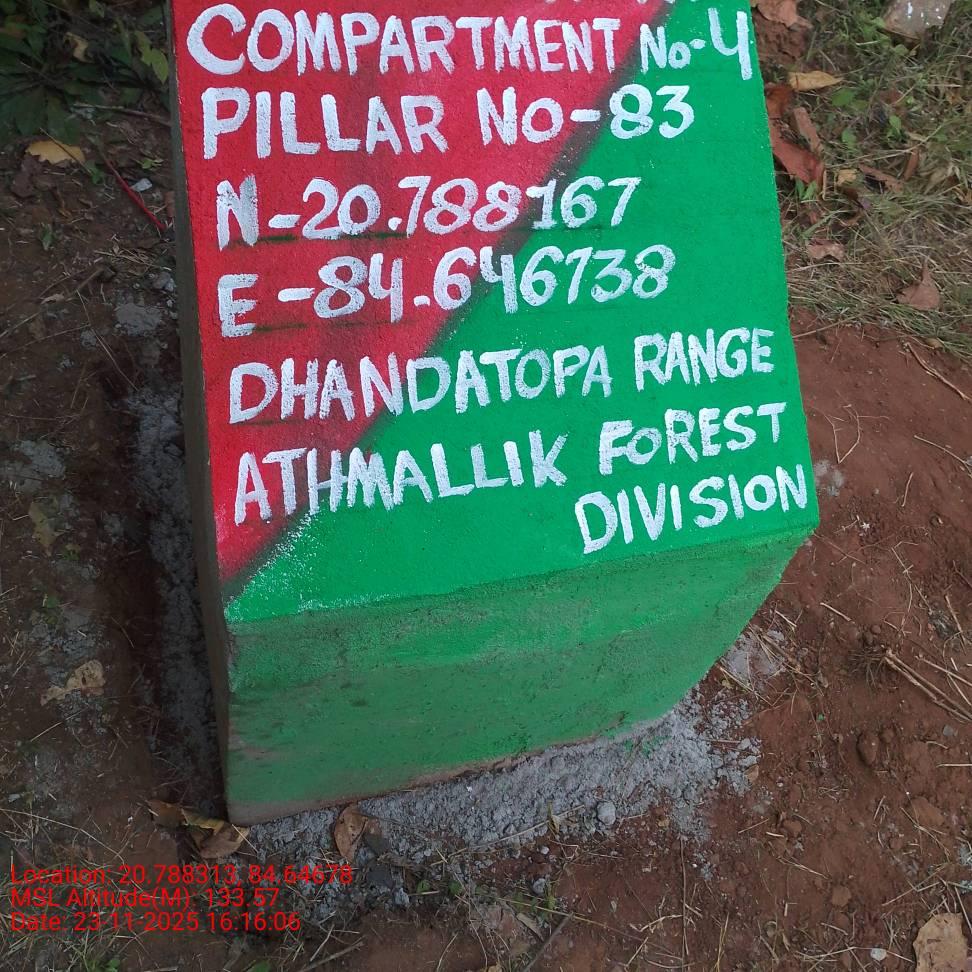 COMPARTMENT No-4
PILLAR No-83
N-20.788167
E-84.646738
DHANDATOPA RANGE
ATHMALLIK FOREST
DIVISION
Location: 20.788313, 84.64678
MSL Altitude(M): 133.57
Date: 23-11-2025 16:16:06